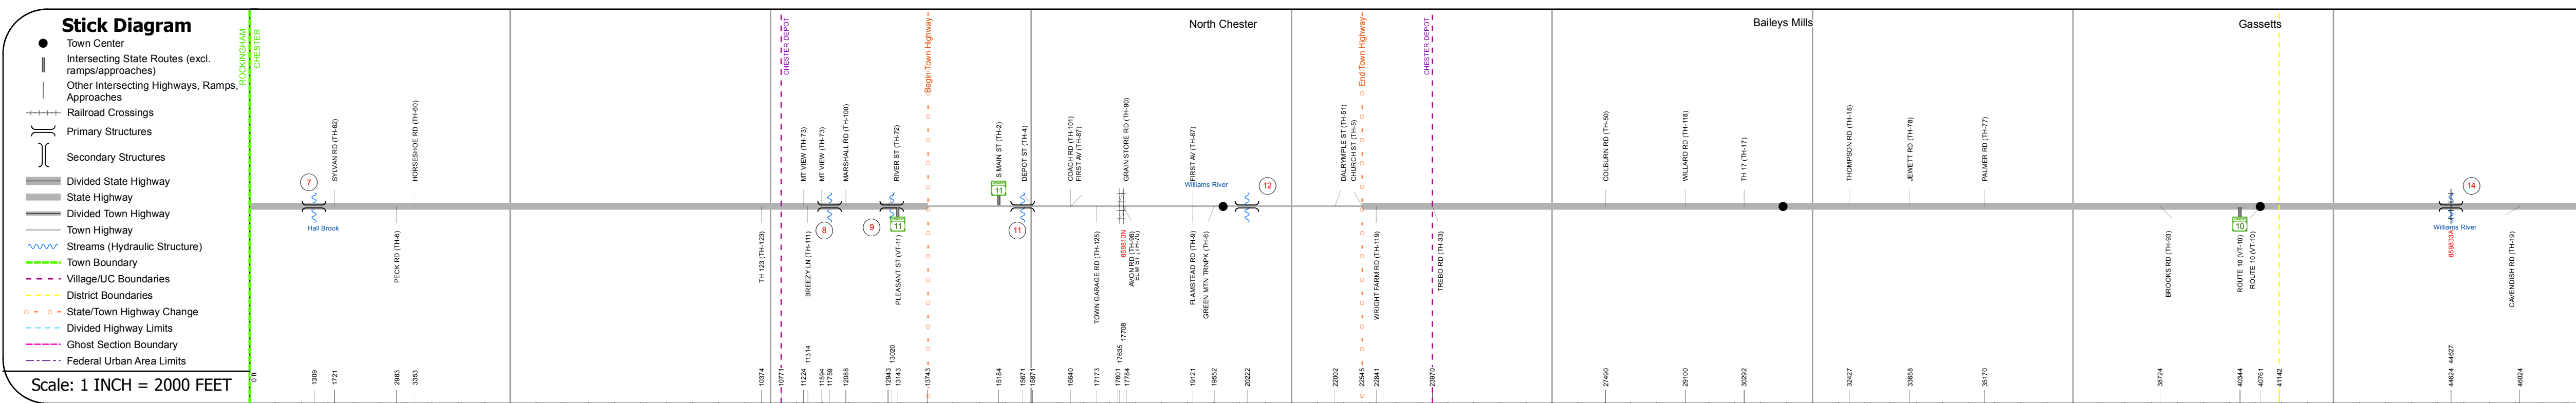 Stick Diagram
Town Center
Intersecting State Routes (excl.
ramps/approaches)
Other Intersecting Highways, Ramps,
Approaches
Railroad Crossings
Primary Structures
Secondary Structures
Divided State Highway
State Highway
Divided Town Highway
Town Highway
Streams (Hydraulic Structure)
Town Boundary
Village/UC Boundaries
District Boundaries
State/Town Highway Change
Divided Highway Limits
Ghost Section Boundary
Federal Urban Area Limits
Scale: 1 INCH = 2000 FEET
ROCKINGHAM
CHESTER
CHESTER DEPOT
Begin Town Highway
North Chester
End Town Highway
CHESTER DEPOT
Baileys Mills
Gassetts
7
Hall Brook
SYLVAN RD (TH-62)
PECK RD (TH-6)
HORSESHOE RD (TH-60)
TH 123 (TH-123)
MT VIEW (TH-73)
BREEZY LN (TH-111)
MT VIEW (TH-73)
8
MARSHALL RD (TH-100)
9
RIVER ST (TH-72)
11
PLEASANT ST (VT-11)
S MAIN ST (TH-2)
11
11
DEPOT ST (TH-4)
COACH RD (TH-101)
FIRST AV (TH-87)
TOWN GARAGE RD (TH-125)
859813N
GRAIN STORE RD (TH-90)
AVON RD (TH-98)
FIRST AV (TH-87)
FLAMSTEAD RD (TH-9)
GREEN MTN TRNPK (TH-6)
Williams River
12
DALRYMPLE ST (TH-51)
CHURCH ST (TH-5)
WRIGHT FARM RD (TH-119)
TREBO RD (TH-33)
COLBURN RD (TH-50)
WILLARD RD (TH-118)
TH 17 (TH-17)
THOMPSON RD (TH-18)
JEWETT RD (TH-78)
PALMER RD (TH-77)
BROOKS RD (TH-93)
10
ROUTE 10 (VT-10)
ROUTE 10 (VT-10)
14
Williams River
859833A
CAVENDISH RD (TH-19)
0 ft
1309
1721
2983
3353
10374
10771
11224
11314
11594
11759
12088
12943
13020
13143
13743
15184
15671
15871
16640
17173
17601
17635
17708
17784
19121
19552
20222
22002
22545
22841
23970
27490
29100
30292
32427
33658
35170
38724
40344
40761
41142
44624
44627
46024